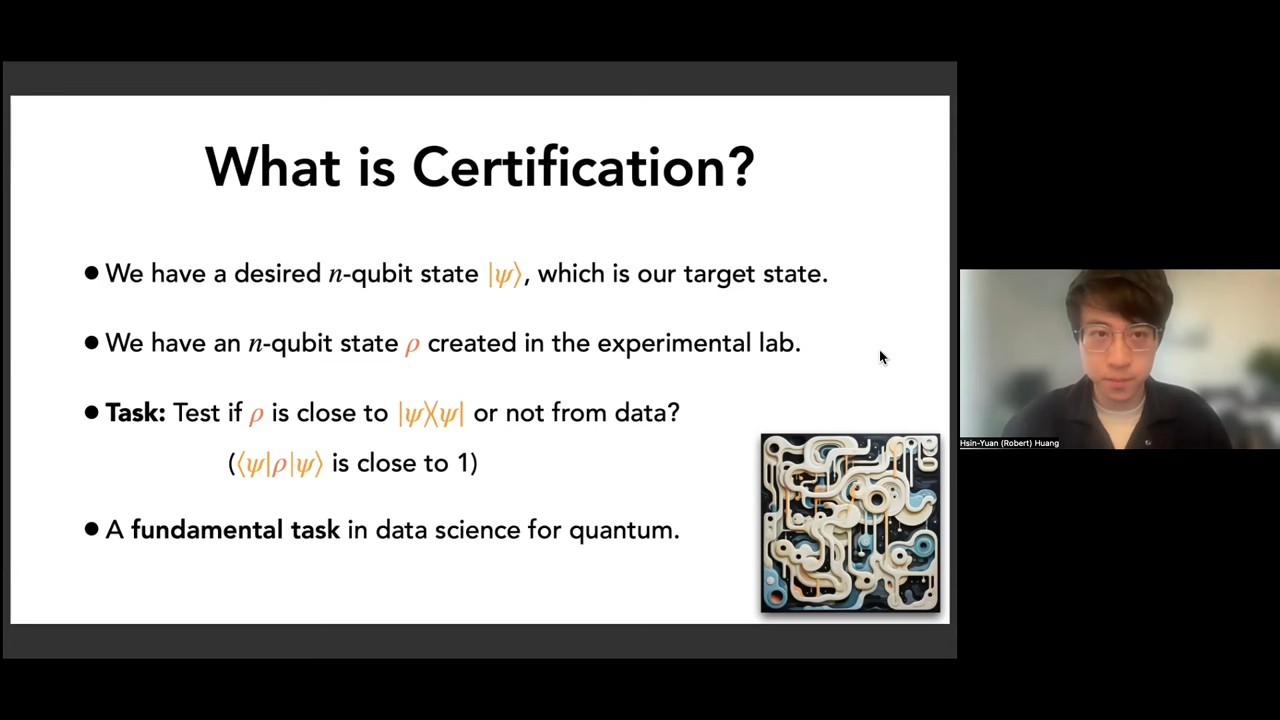 What is Certification?
● We have a desired n-qubit state |ψ⟩, which is our target state.
● We have an n-qubit state ρ created in the experimental lab.
● Task: Test if ρ is close to |ψ⟩⟨ψ| or not from data?
(⟨ψ|ρ|ψ⟩ is close to 1)
● A fundamental task in data science for quantum.
Hsin-Yuan (Robert) Huang